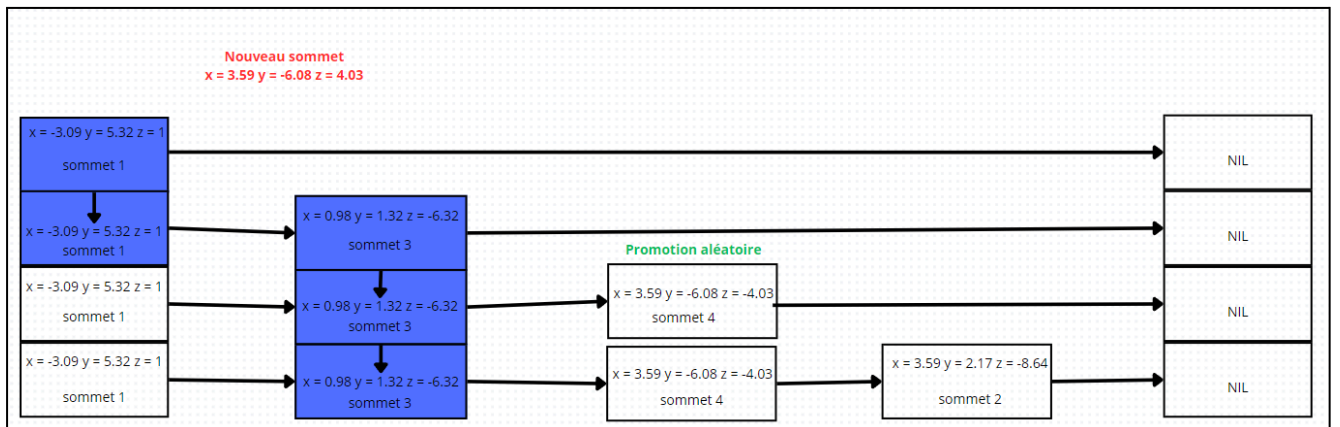 Nouveau sommet
x = 3.59 y = -6.08 z = 4.03
x = -3.09 y = 5.32 z = 1
sommet 1
NIL
x = -3.09 y = 5.32 z = 1
sommet 1
x = 0.98 y = 1.32 z = -6.32
sommet 3
NIL
Promotion aléatoire
x = -3.09 y = 5.32 z = 1
sommet 1
x = 0.98 y = 1.32 z = -6.32
sommet 3
x = 3.59 y = -6.08 z = -4.03
sommet 4
NIL
x = -3.09 y = 5.32 z = 1
sommet 1
x = 0.98 y = 1.32 z = -6.32
sommet 3
x = 3.59 y = -6.08 z = -4.03
sommet 4
x = 3.59 y = 2.17 z = -8.64
sommet 2
NIL